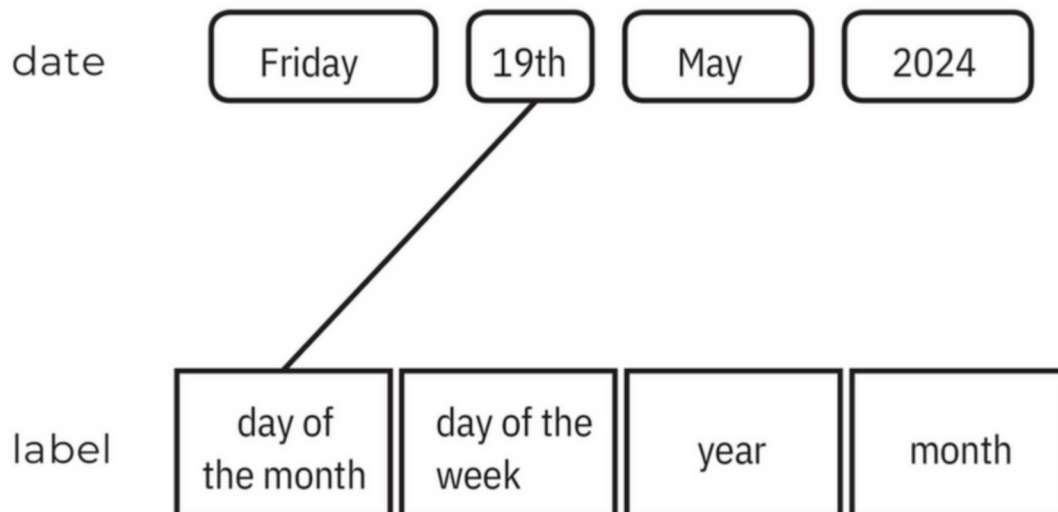 date Friday 19th May 2024
label day of the month day of the week year month